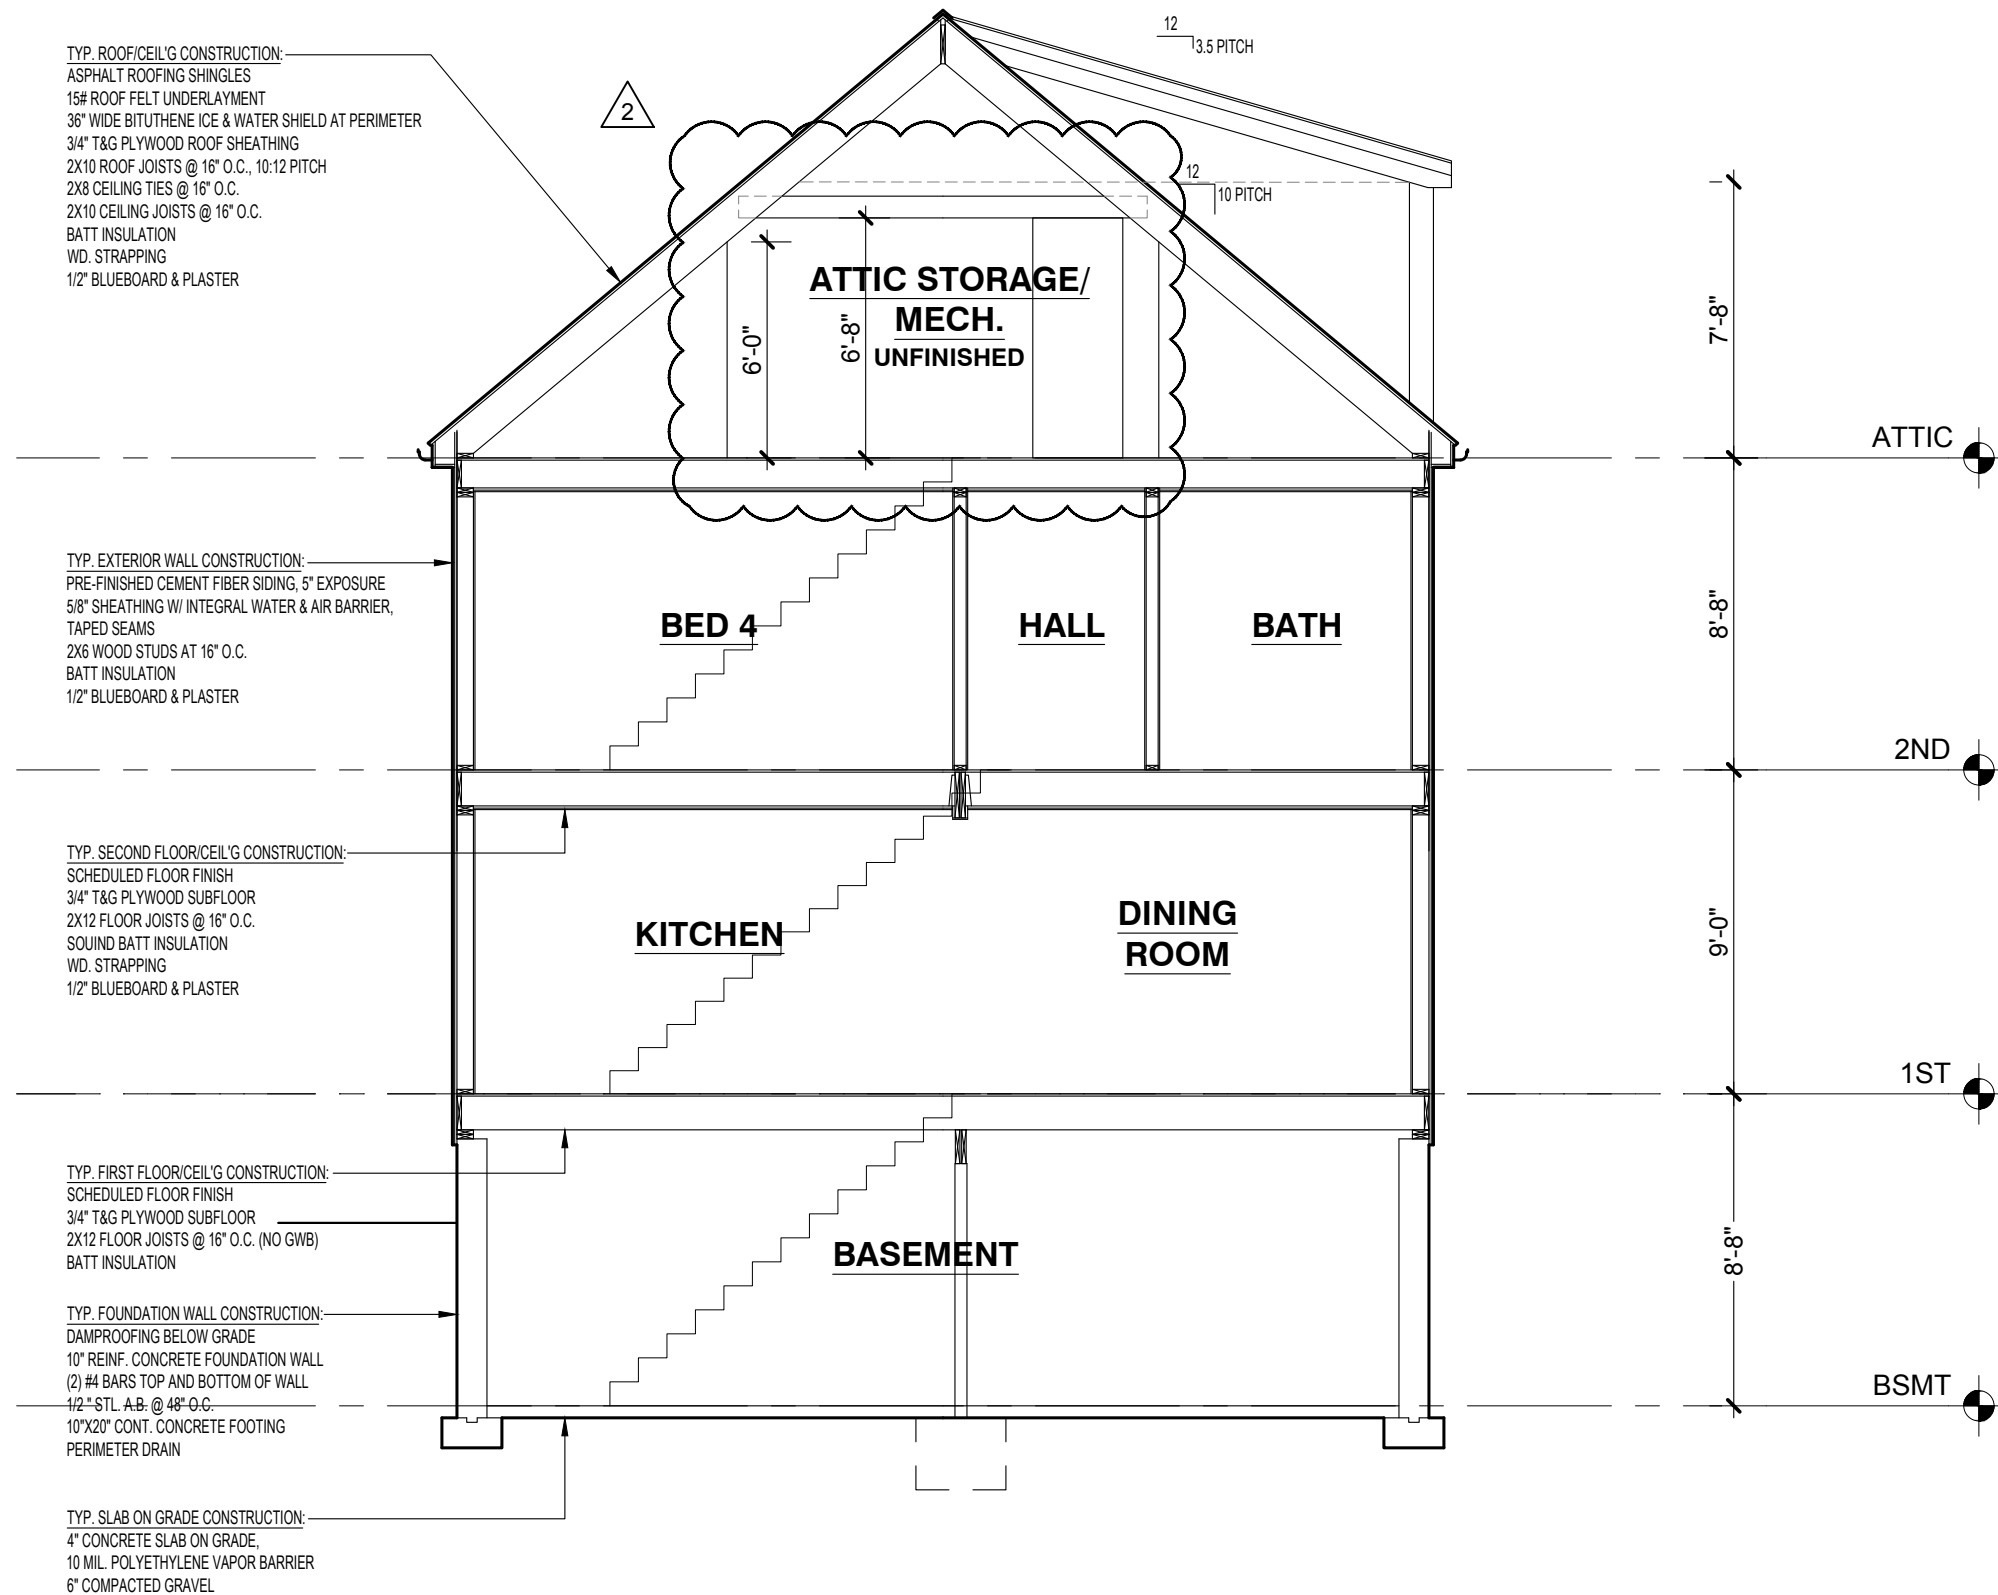 TYP. ROOF/CEIL'G CONSTRUCTION:
ASPHALT ROOFING SHINGLES
15# ROOF FELT UNDERLAYMENT
36" WIDE BITUTHENE ICE & WATER SHIELD AT PERIMETER
3/4" T&G PLYWOOD ROOF SHEATHING
2X10 ROOF JOISTS @ 16" O.C., 10:12 PITCH
2X8 CEILING TIES @ 16" O.C.
2X10 CEILING JOISTS @ 16" O.C.
BATT INSULATION
WD. STRAPPING
1/2" BLUEBOARD & PLASTER
2
12
3.5 PITCH
12
10 PITCH
ATTIC STORAGE/
MECH.
UNFINISHED
6'-0"
6'-8"
7'-8"
ATTIC
TYP. EXTERIOR WALL CONSTRUCTION:
PRE-FINISHED CEMENT FIBER SIDING, 5" EXPOSURE
5/8" SHEATHING W/ INTEGRAL WATER & AIR BARRIER,
TAPED SEAMS
2X6 WOOD STUDS AT 16" O.C.
BATT INSULATION
1/2" BLUEBOARD & PLASTER
BED 4
HALL
BATH
8'-8"
2ND
TYP. SECOND FLOOR/CEIL'G CONSTRUCTION:
SCHEDULED FLOOR FINISH
3/4" T&G PLYWOOD SUBFLOOR
2X12 FLOOR JOISTS @ 16" O.C.
SOUIND BATT INSULATION
WD. STRAPPING
1/2" BLUEBOARD & PLASTER
KITCHEN
DINING
ROOM
9'-0"
1ST
TYP. FIRST FLOOR/CEIL'G CONSTRUCTION:
SCHEDULED FLOOR FINISH
3/4" T&G PLYWOOD SUBFLOOR
2X12 FLOOR JOISTS @ 16" O.C. (NO GWB)
BATT INSULATION
BASEMENT
8'-8"
TYP. FOUNDATION WALL CONSTRUCTION:
DAMPROOFING BELOW GRADE
10" REINF. CONCRETE FOUNDATION WALL
(2) #4 BARS TOP AND BOTTOM OF WALL
1/2 " STL. A.B. @ 48" O.C.
10"X20" CONT. CONCRETE FOOTING
PERIMETER DRAIN
BSMT
TYP. SLAB ON GRADE CONSTRUCTION:
4" CONCRETE SLAB ON GRADE,
10 MIL. POLYETHYLENE VAPOR BARRIER
6" COMPACTED GRAVEL